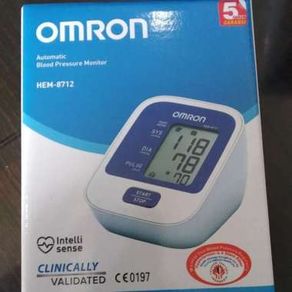 5
OMRON
Automatic
Blood Pressure Monitor
HEM-8712
OMRON
SYS
118
DIA
78
PULSE
70
START
STOP
Intelli
sense
CLINICALLY
VALIDATED CE0197